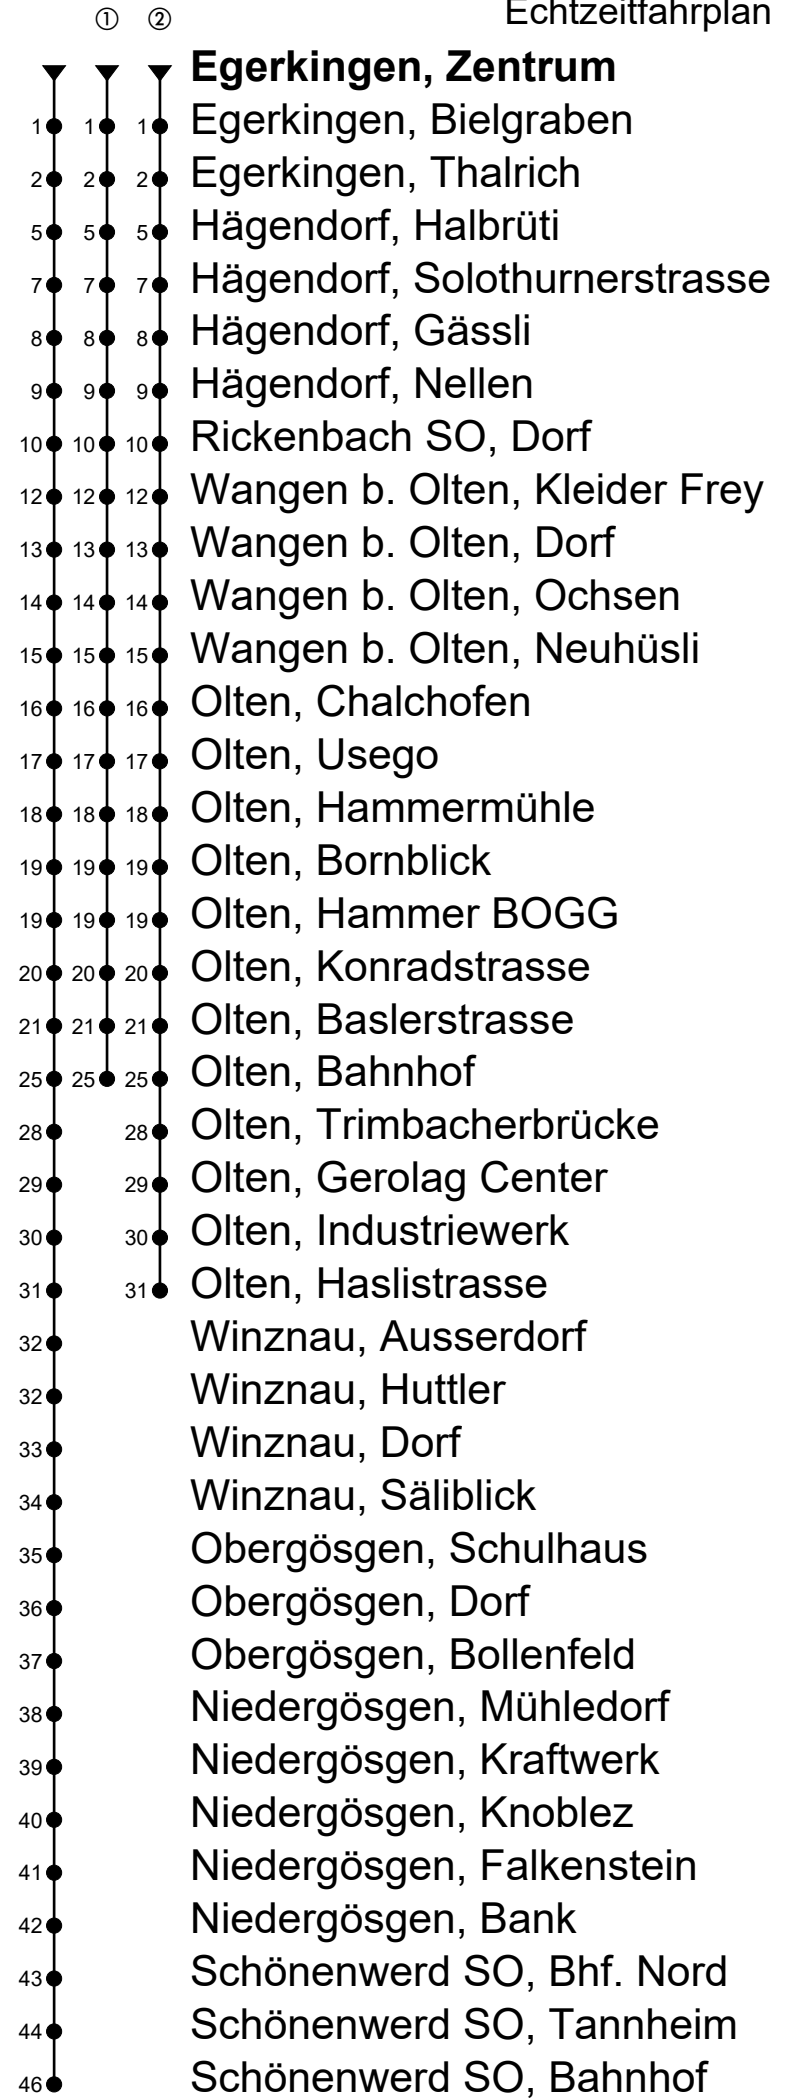 Echtzeitfahrplan
① ②
Egerkingen, Zentrum
1 1 1 Egerkingen, Bielgraben
2 2 2 Egerkingen, Thalrich
5 5 5 Hägendorf, Halbrüti
7 7 7 Hägendorf, Solothurnerstrasse
8 8 8 Hägendorf, Gässli
9 9 9 Hägendorf, Nellen
10 10 10 Rickenbach SO, Dorf
12 12 12 Wangen b. Olten, Kleider Frey
13 13 13 Wangen b. Olten, Dorf
14 14 14 Wangen b. Olten, Ochsen
15 15 15 Wangen b. Olten, Neuhüsli
16 16 16 Olten, Chalchofen
17 17 17 Olten, Usego
18 18 18 Olten, Hammermühle
19 19 19 Olten, Bornblick
19 19 19 Olten, Hammer BOGG
20 20 20 Olten, Konradstrasse
21 21 21 Olten, Baslerstrasse
25 25 25 Olten, Bahnhof
28 28 Olten, Trimbacherbrücke
29 29 Olten, Gerolag Center
30 30 Olten, Industriewerk
31 31 Olten, Haslistrasse
32 Winznau, Ausserdorf
32 Winznau, Huttler
33 Winznau, Dorf
34 Winznau, Säliblick
35 Obergösgen, Schulhaus
36 Obergösgen, Dorf
37 Obergösgen, Bollenfeld
38 Niedergösgen, Mühledorf
39 Niedergösgen, Kraftwerk
40 Niedergösgen, Knoblez
41 Niedergösgen, Falkenstein
42 Niedergösgen, Bank
43 Schönenwerd SO, Bhf. Nord
44 Schönenwerd SO, Tannheim
46 Schönenwerd SO, Bahnhof